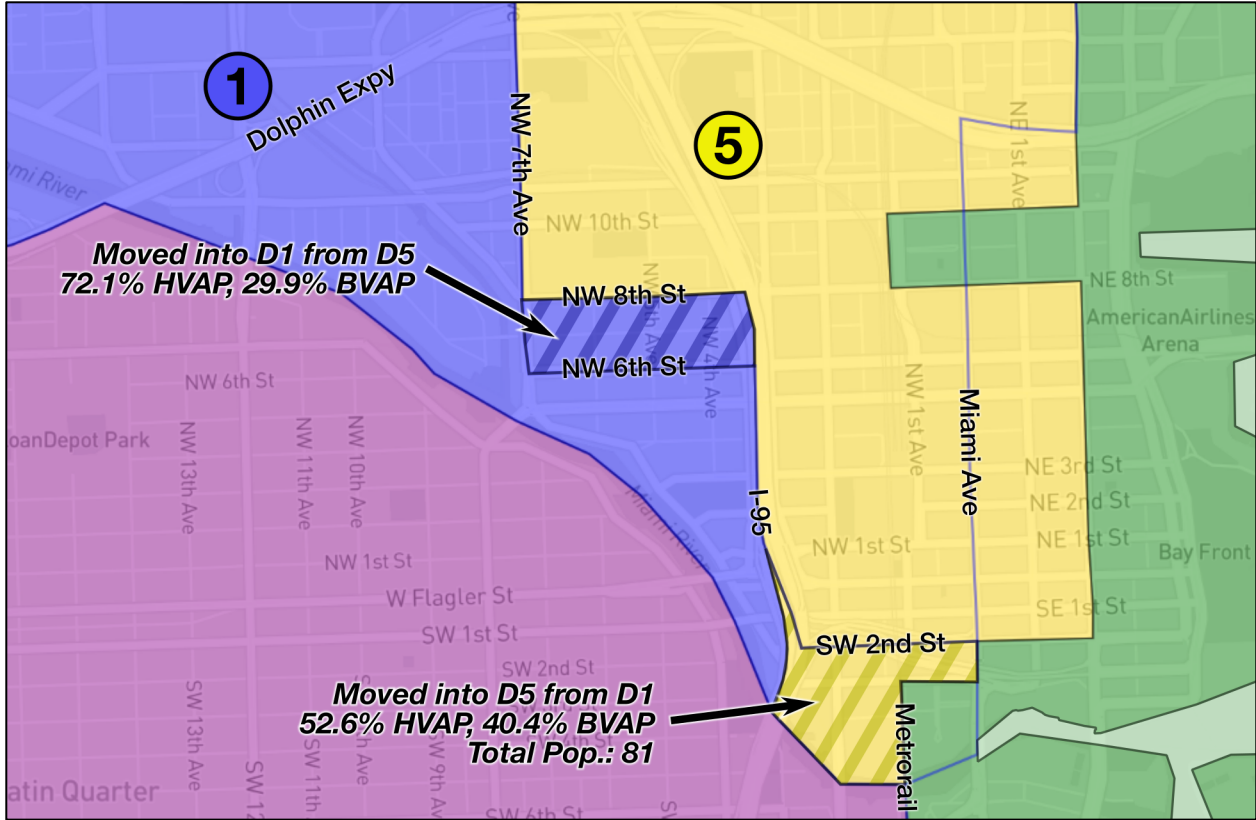 1
Dolphin Expy
NW 7th Ave
5
NE 1st Ave
mi River
NW 10th St
Moved into D1 from D5
72.1% HVAP, 29.9% BVAP
NW 8th St
NE 8th St
AmericanAirlines
Arena
NW 6th St
NW 4th Ave
NW 6th St
NW 1st Ave
Miami Ave
oanDepot Park
NW 13th Ave
NW 11th Ave
NW 10th Ave
NE 3rd St
NE 2nd St
I-95
Miami River
NW 1st St
NE 1st St
Bay Front
NW 1st St
W Flagler St
SE 1st St
SW 1st St
SW 2nd St
SW 2nd St
Moved into D5 from D1
52.6% HVAP, 40.4% BVAP
Total Pop.: 81
Metrorail
SW 13th Ave
SW 11th
Ave
W 9th Av
SW 12
atin Quarter
SW 6th St
SW